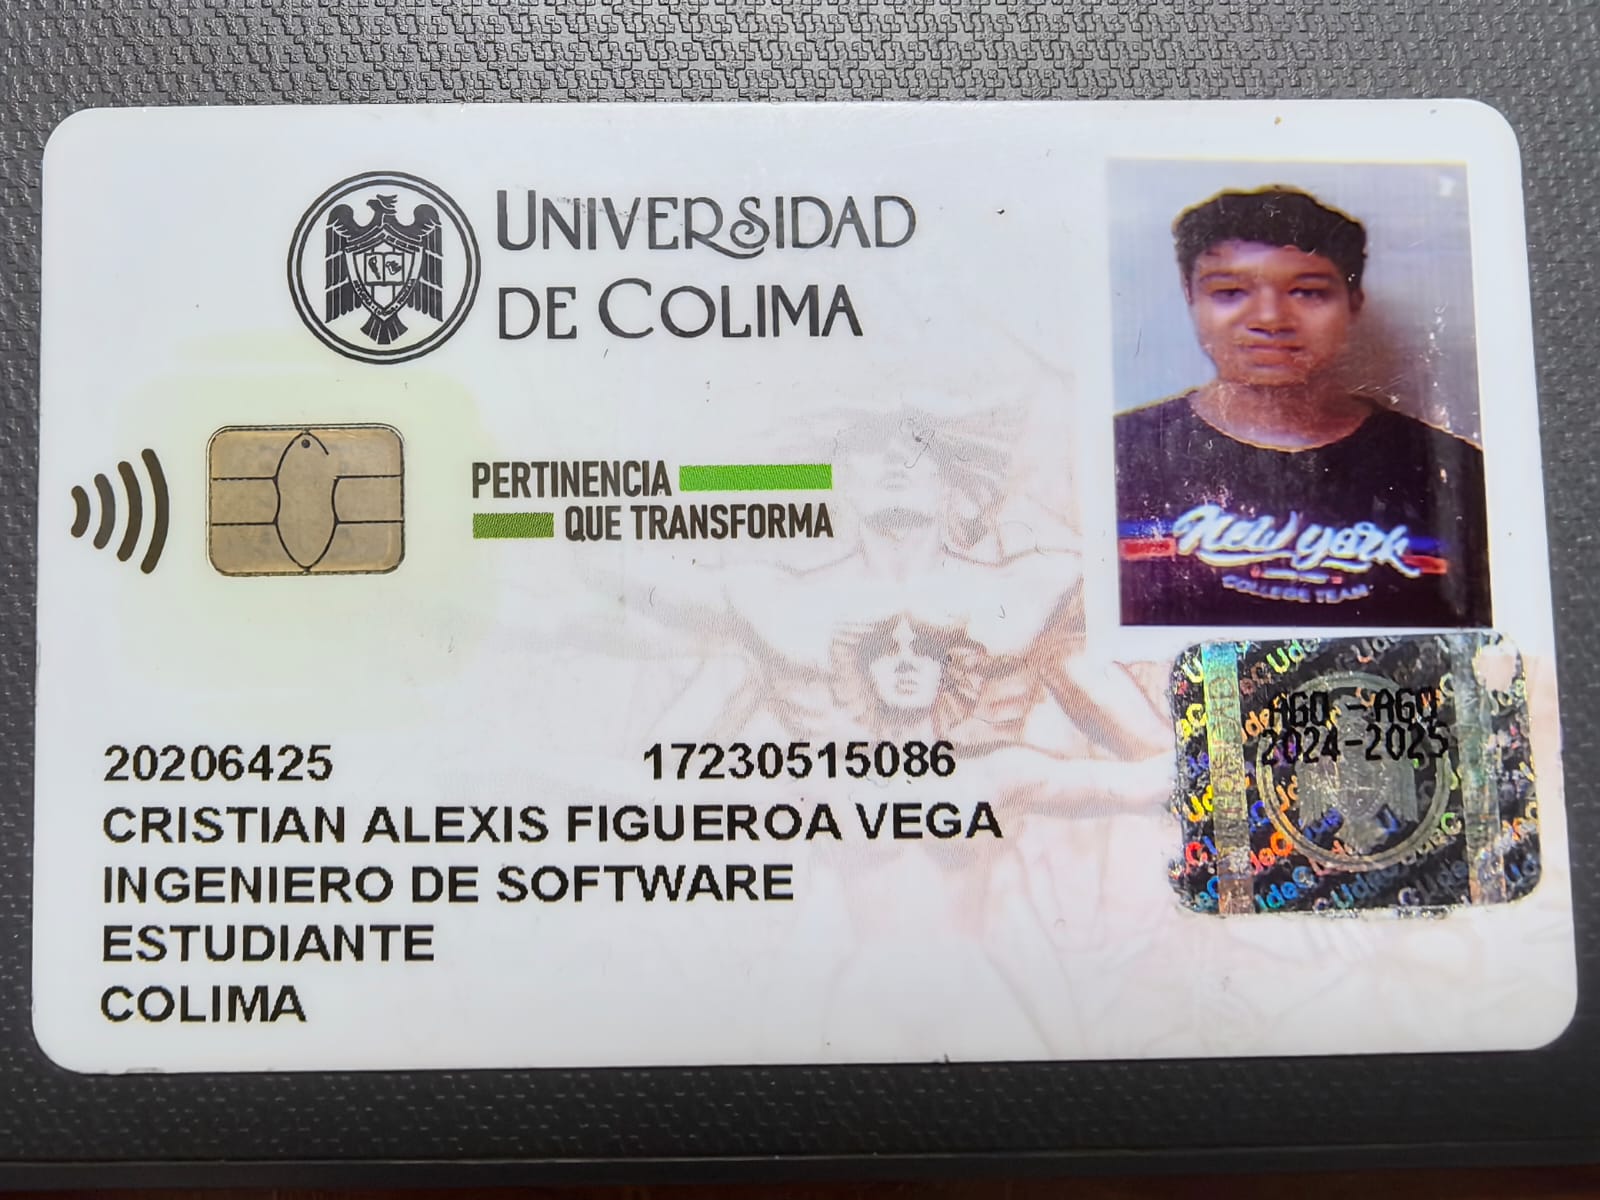 UNIVERSIDAD
DE COLIMA
PERTINENCIA
QUE TRANSFORMA
New York
COLLEGE TEAM
AGO - AGO
2024-2025
20206425 17230515086
CRISTIAN ALEXIS FIGUEROA VEGA
INGENIERO DE SOFTWARE
ESTUDIANTE
COLIMA